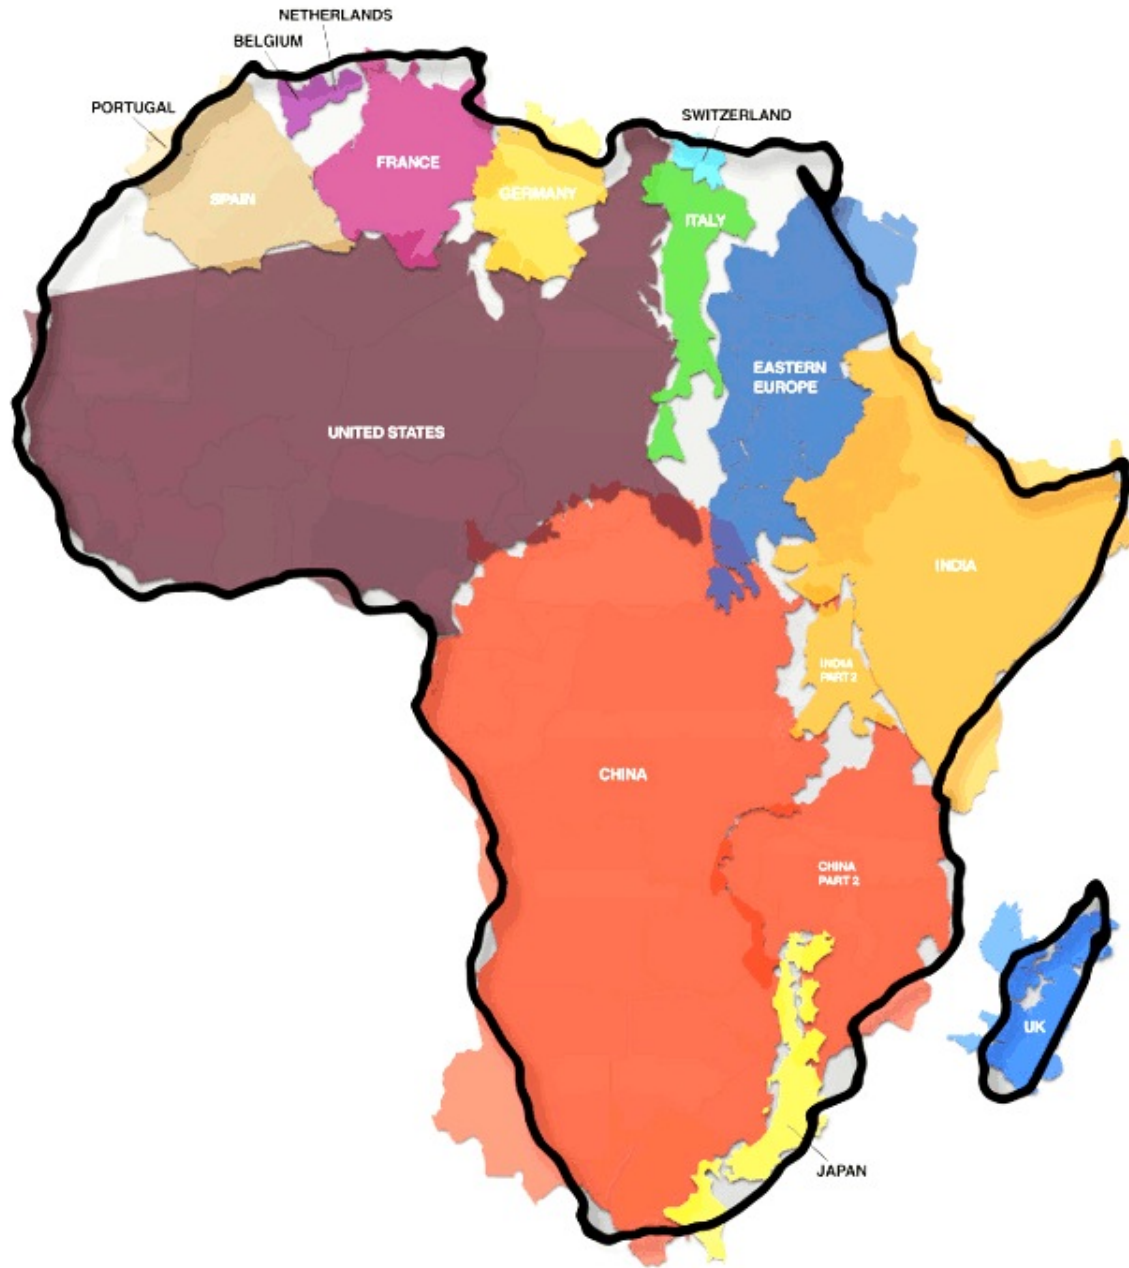 NETHERLANDS
BELGIUM
PORTUGAL
SWITZERLAND
FRANCE
SPAIN
GERMANY
ITALY
EASTERN
EUROPE
UNITED STATES
INDIA
INDIA
PART 2
CHINA
CHINA
PART 2
UK
JAPAN